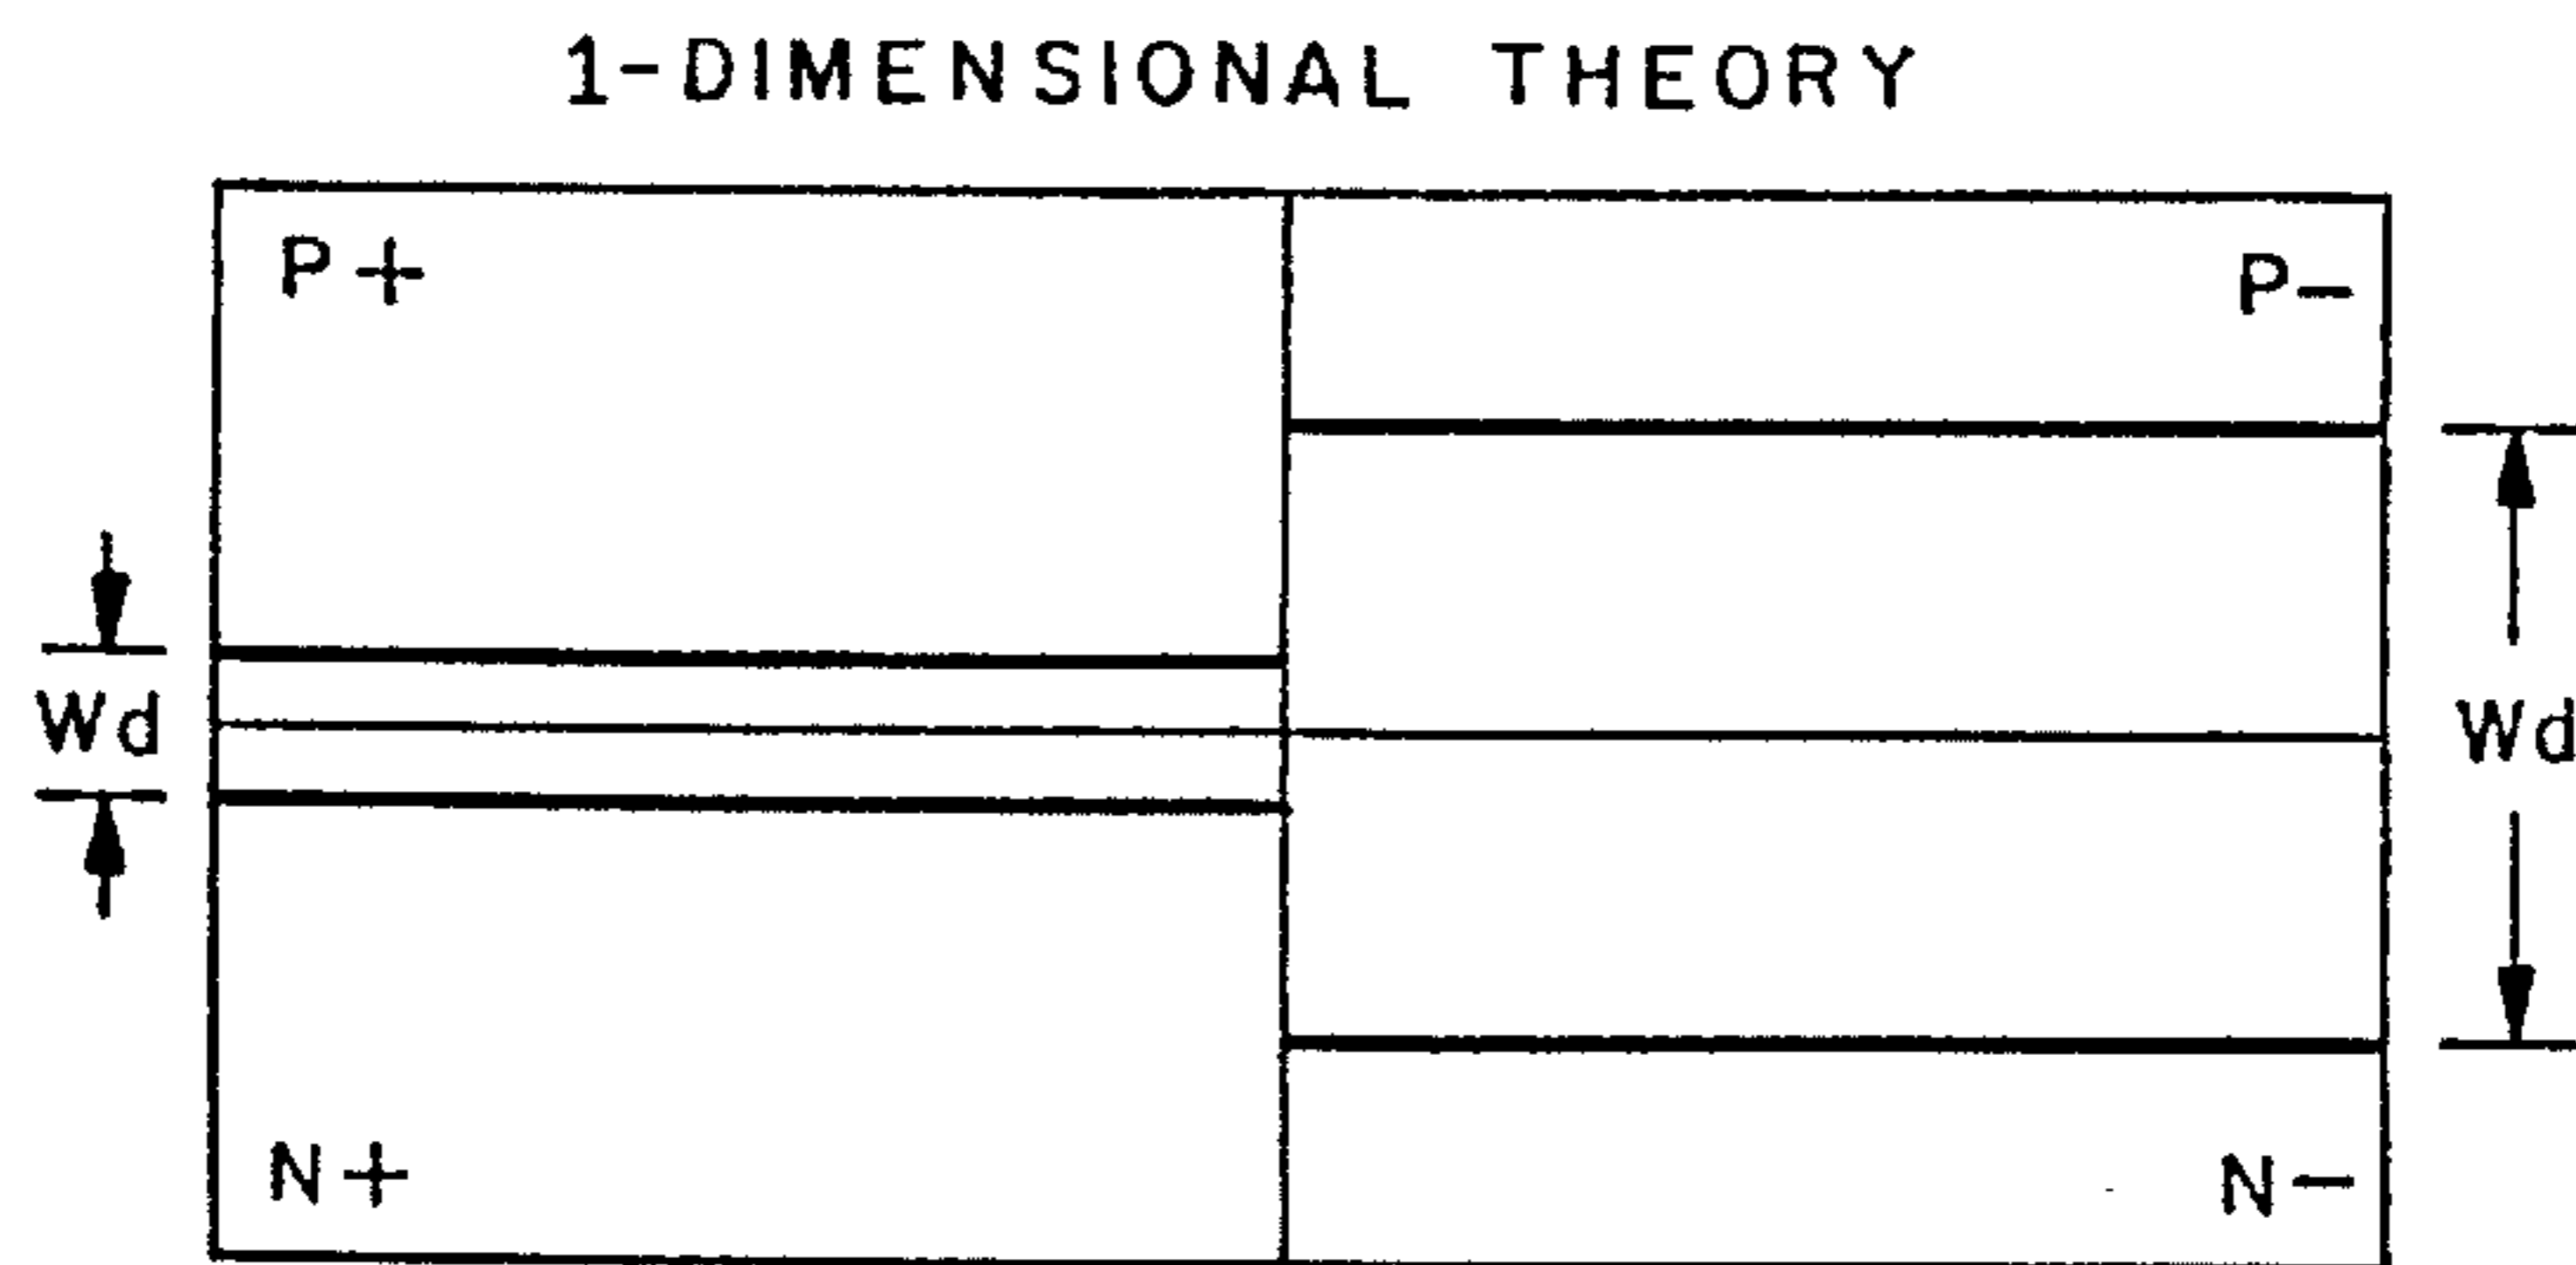 1-DIMENSIONAL THEORY
P+
P-
Wd
Wd
N+
N-